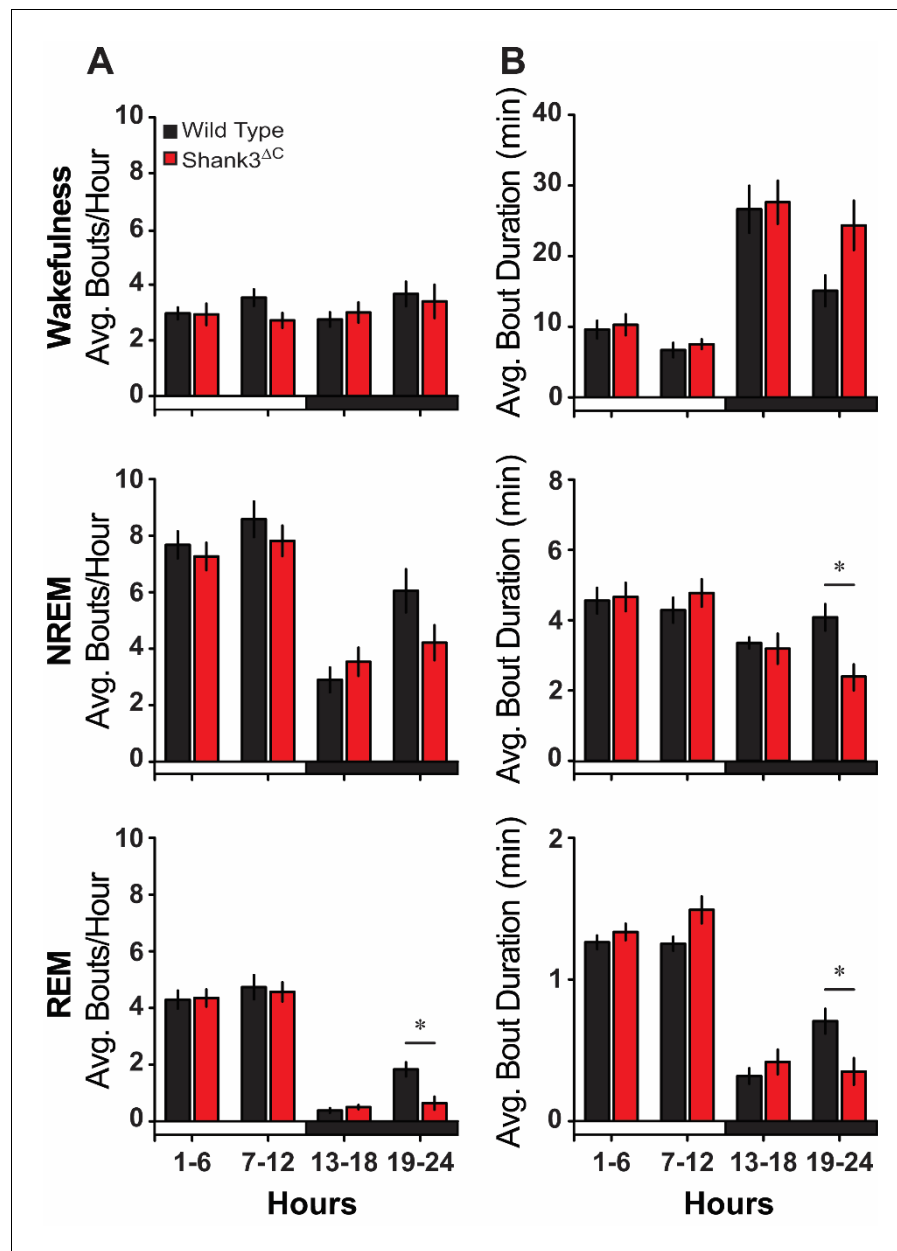 A
B
Wakefulness
Avg. Bouts/Hour
10
8
6
4
2
0
Wild Type
Shank3ΔC
Avg. Bout Duration (min)
40
30
20
10
0
NREM
Avg. Bouts/Hour
10
8
6
4
2
0
Avg. Bout Duration (min)
8
6
4
2
0
*
REM
Avg. Bouts/Hour
10
8
6
4
2
0
*
1-6 7-12 13-18 19-24
Hours
Avg. Bout Duration (min)
2
1
0
*
1-6 7-12 13-18 19-24
Hours